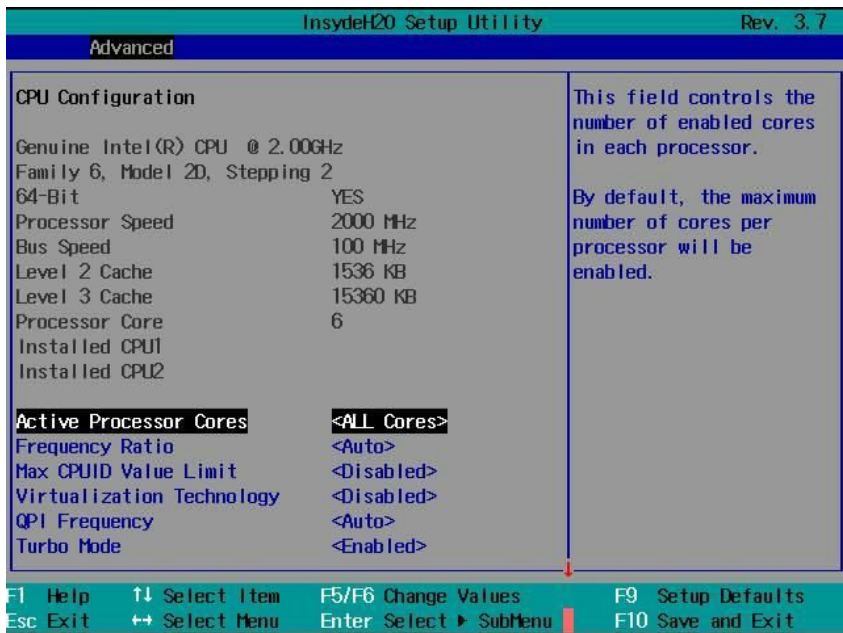 InsydeH2O Setup Utility Rev. 3.7
Advanced
CPU Configuration
Genuine Intel(R) CPU @ 2.00GHz
Family 6, Model 2D, Stepping 2
64-Bit YES
Processor Speed 2000 MHz
Bus Speed 100 MHz
Level 2 Cache 1536 KB
Level 3 Cache 15360 KB
Processor Core 6
Installed CPU1
Installed CPU2
Active Processor Cores <ALL Cores>
Frequency Ratio <Auto>
Max CPUID Value Limit <Disabled>
Virtualization Technology <Disabled>
QPI Frequency <Auto>
Turbo Mode <Enabled>
This field controls the
number of enabled cores
in each processor.
By default, the maximum
number of cores per
processor will be
enabled.
F1 Help ↑↓ Select Item F5/F6 Change Values F9 Setup Defaults
Esc Exit ↔ Select Menu Enter Select ▶ SubMenu F10 Save and Exit